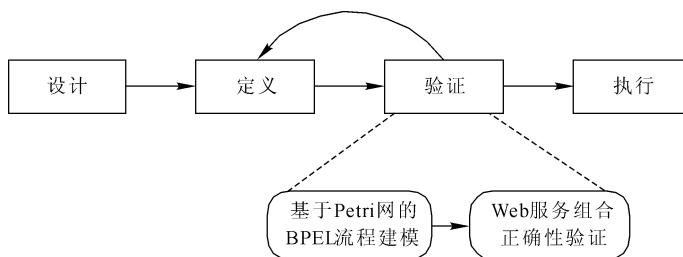 设计
定义
验证
执行
基于Petri网的
BPEL流程建模
Web服务组合
正确性验证